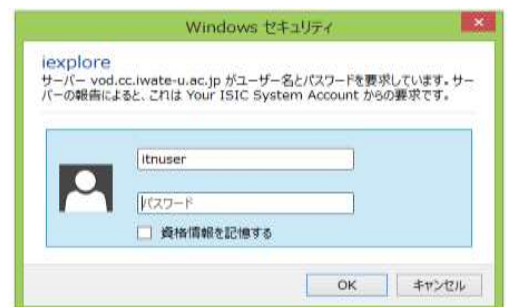 Windows セキュリティ
iexplore
サーバー vod.cc.iwate-u.ac.jp がユーザー名とパスワードを要求しています。サー
バーの報告によると、これは Your ISIC System Account からの要求です。
itnuser
パスワード
資格情報を記憶する
OK キャンセル